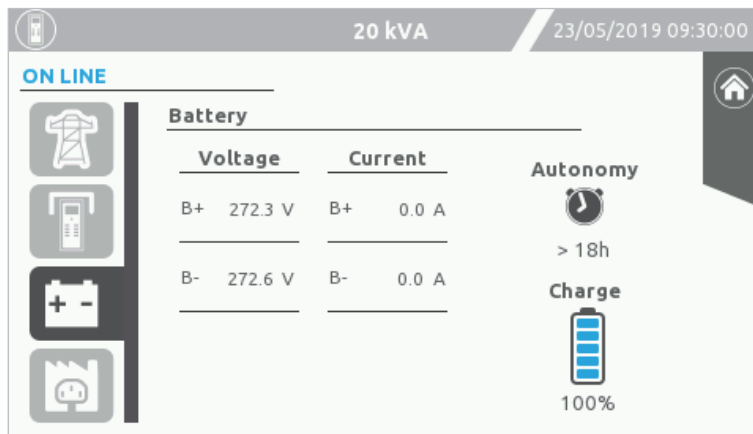 20 kVA
23/05/2019 09:30:00
ON LINE
Battery
Voltage
Current
B+ 272.3 V
B+ 0.0 A
B- 272.6 V
B- 0.0 A
Autonomy
> 18h
Charge
100%